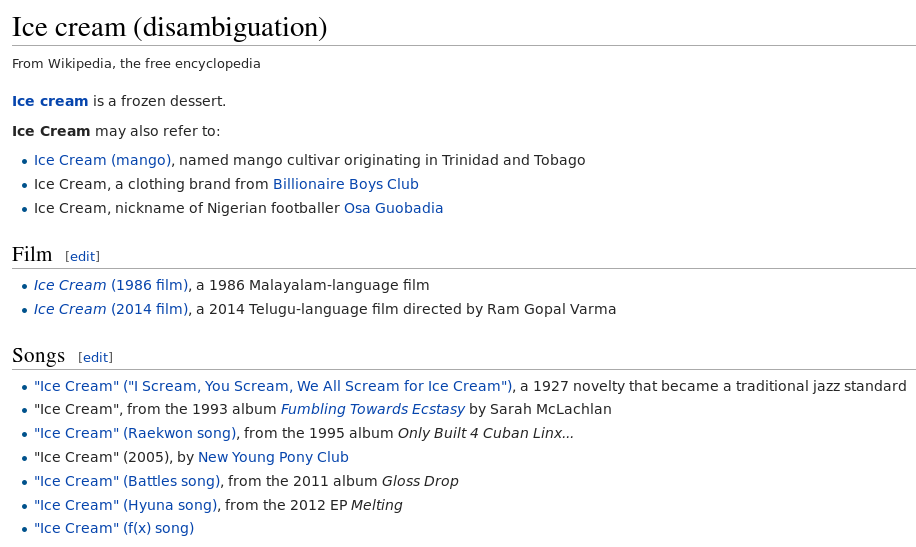 Ice cream (disambiguation)
From Wikipedia, the free encyclopedia
Ice cream is a frozen dessert.
Ice Cream may also refer to:
Ice Cream (mango), named mango cultivar originating in Trinidad and Tobago
Ice Cream, a clothing brand from Billionaire Boys Club
Ice Cream, nickname of Nigerian footballer Osa Guobadia
Film [edit]
Ice Cream (1986 film), a 1986 Malayalam-language film
Ice Cream (2014 film), a 2014 Telugu-language film directed by Ram Gopal Varma
Songs [edit]
"Ice Cream" ("I Scream, You Scream, We All Scream for Ice Cream"), a 1927 novelty that became a traditional jazz standard
"Ice Cream", from the 1993 album Fumbling Towards Ecstasy by Sarah McLachlan
"Ice Cream" (Raekwon song), from the 1995 album Only Built 4 Cuban Linx...
"Ice Cream" (2005), by New Young Pony Club
"Ice Cream" (Battles song), from the 2011 album Gloss Drop
"Ice Cream" (Hyuna song), from the 2012 EP Melting
"Ice Cream" (f(x) song)